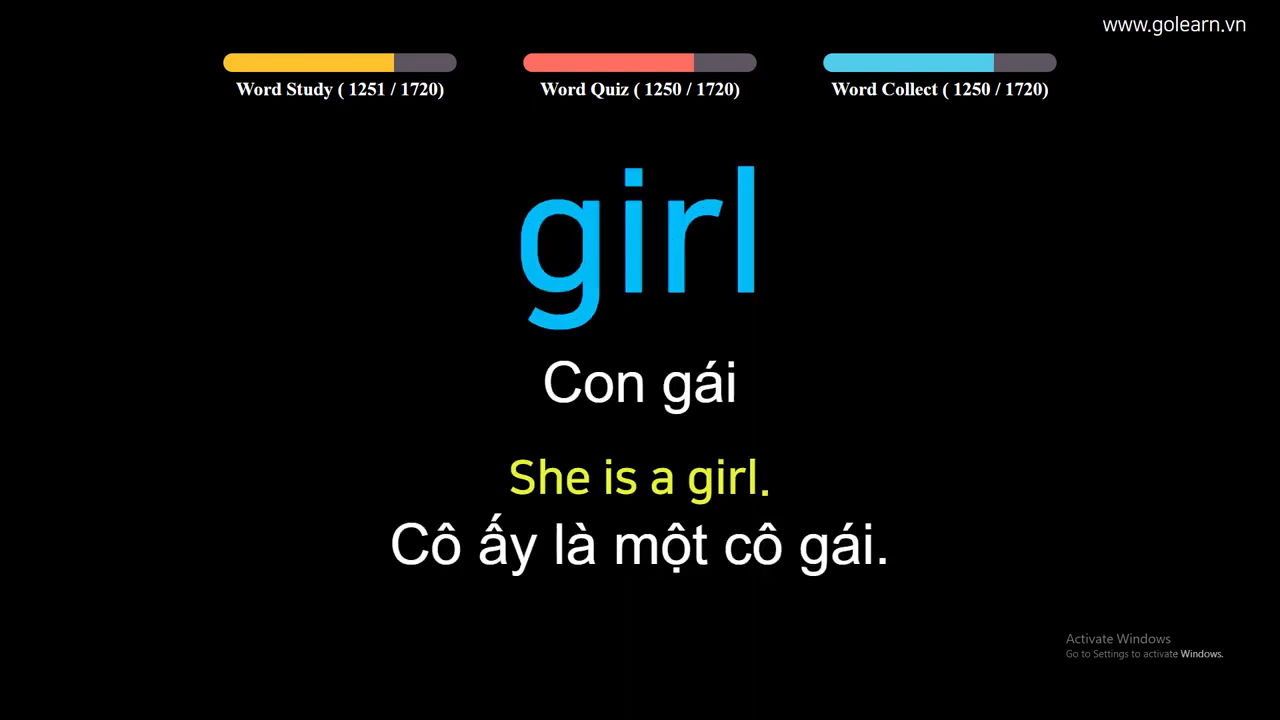 www.golearn.vn
Word Study ( 1251 / 1720)
Word Quiz ( 1250 / 1720)
Word Collect ( 1250 / 1720)
girl
Con gái
She is a girl.
Cô ấy là một cô gái.
Activate Windows
Go to Settings to activate Windows.